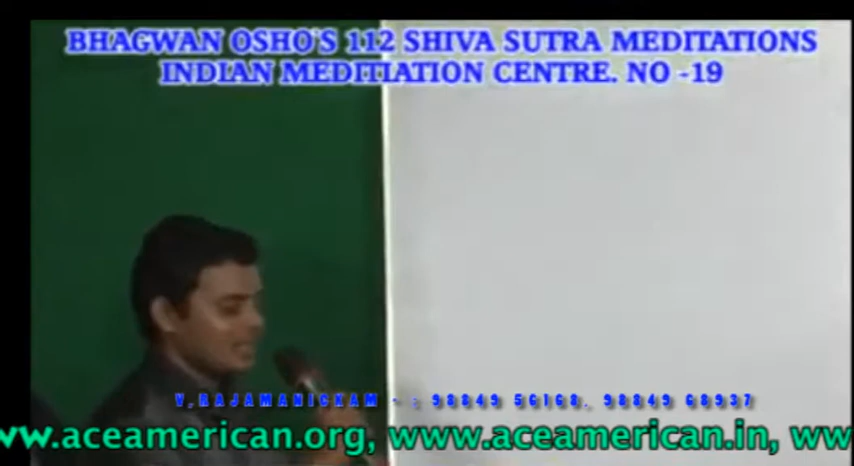 BHAGWAN OSHO'S 112 SHIVA SUTRA MEDITATIONS
INDIAN MEDITIATION CENTRE. NO -19
V,RAJAMANICKAM - : 98849 56168, 98849 68937
ww.aceamerican.org, www.aceamerican.in, ww